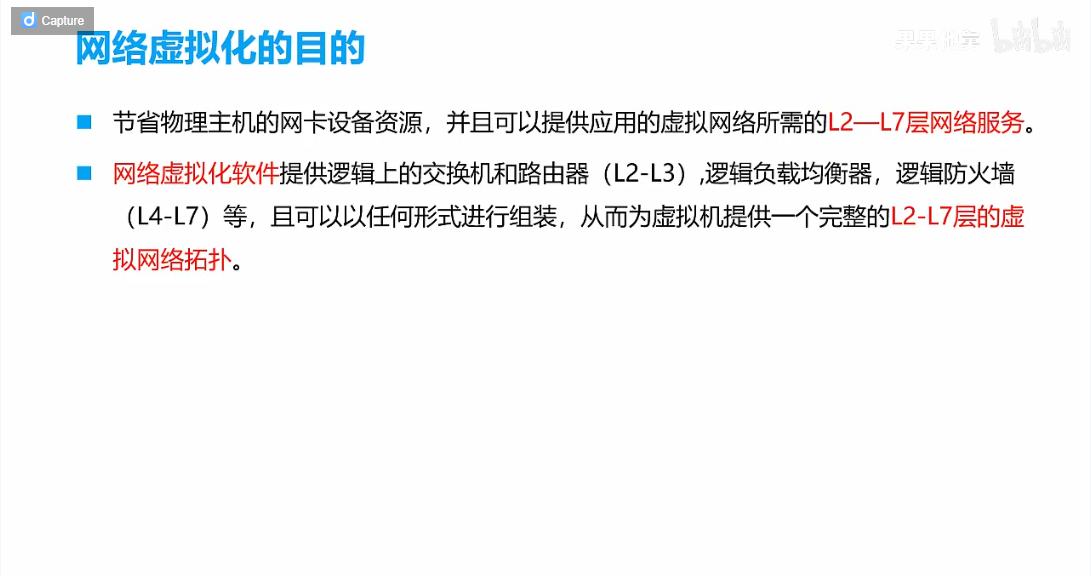 Capture
网络虚拟化的目的
bilibili
节省物理主机的网卡设备资源，并且可以提供应用的虚拟网络所需的L2—L7层网络服务。
网络虚拟化软件提供逻辑上的交换机和路由器（L2-L3）,逻辑负载均衡器，逻辑防火墙
（L4-L7）等，且可以以任何形式进行组装，从而为虚拟机提供一个完整的L2-L7层的虚
拟网络拓扑。